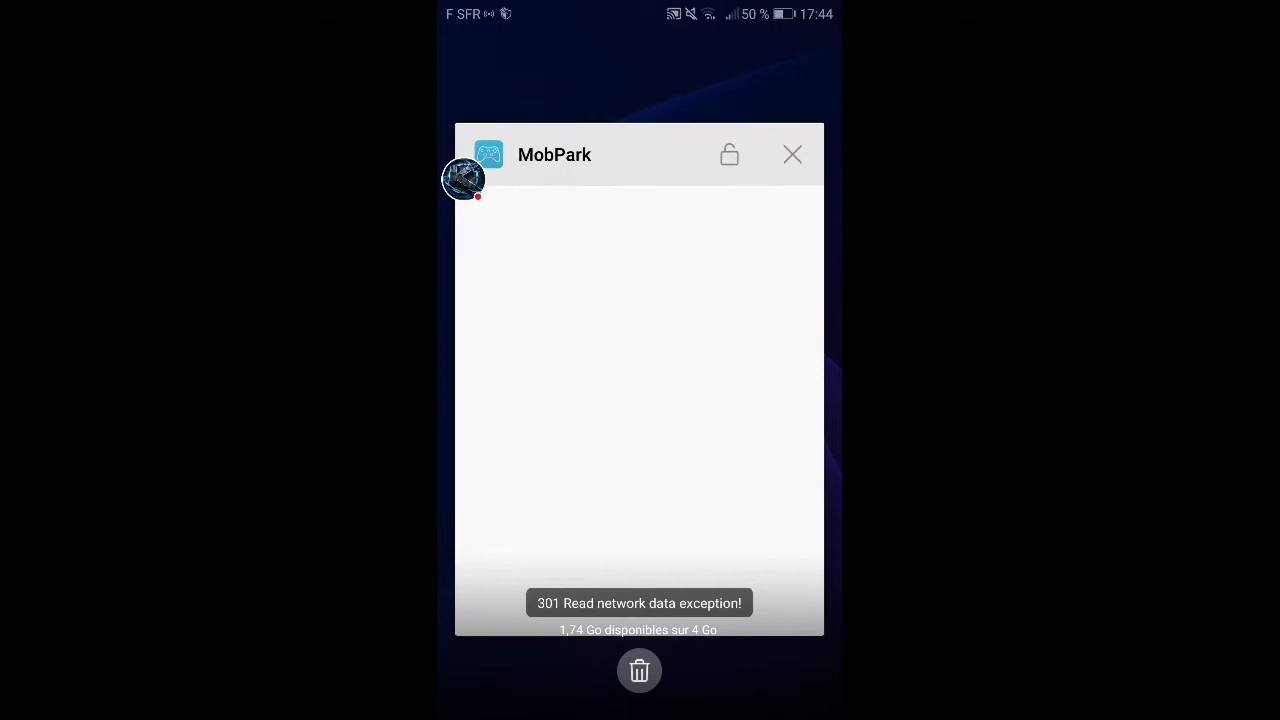 F SFR 50 % 17:44
MobPark
301 Read network data exception!
1,74 Go disponibles sur 4 Go